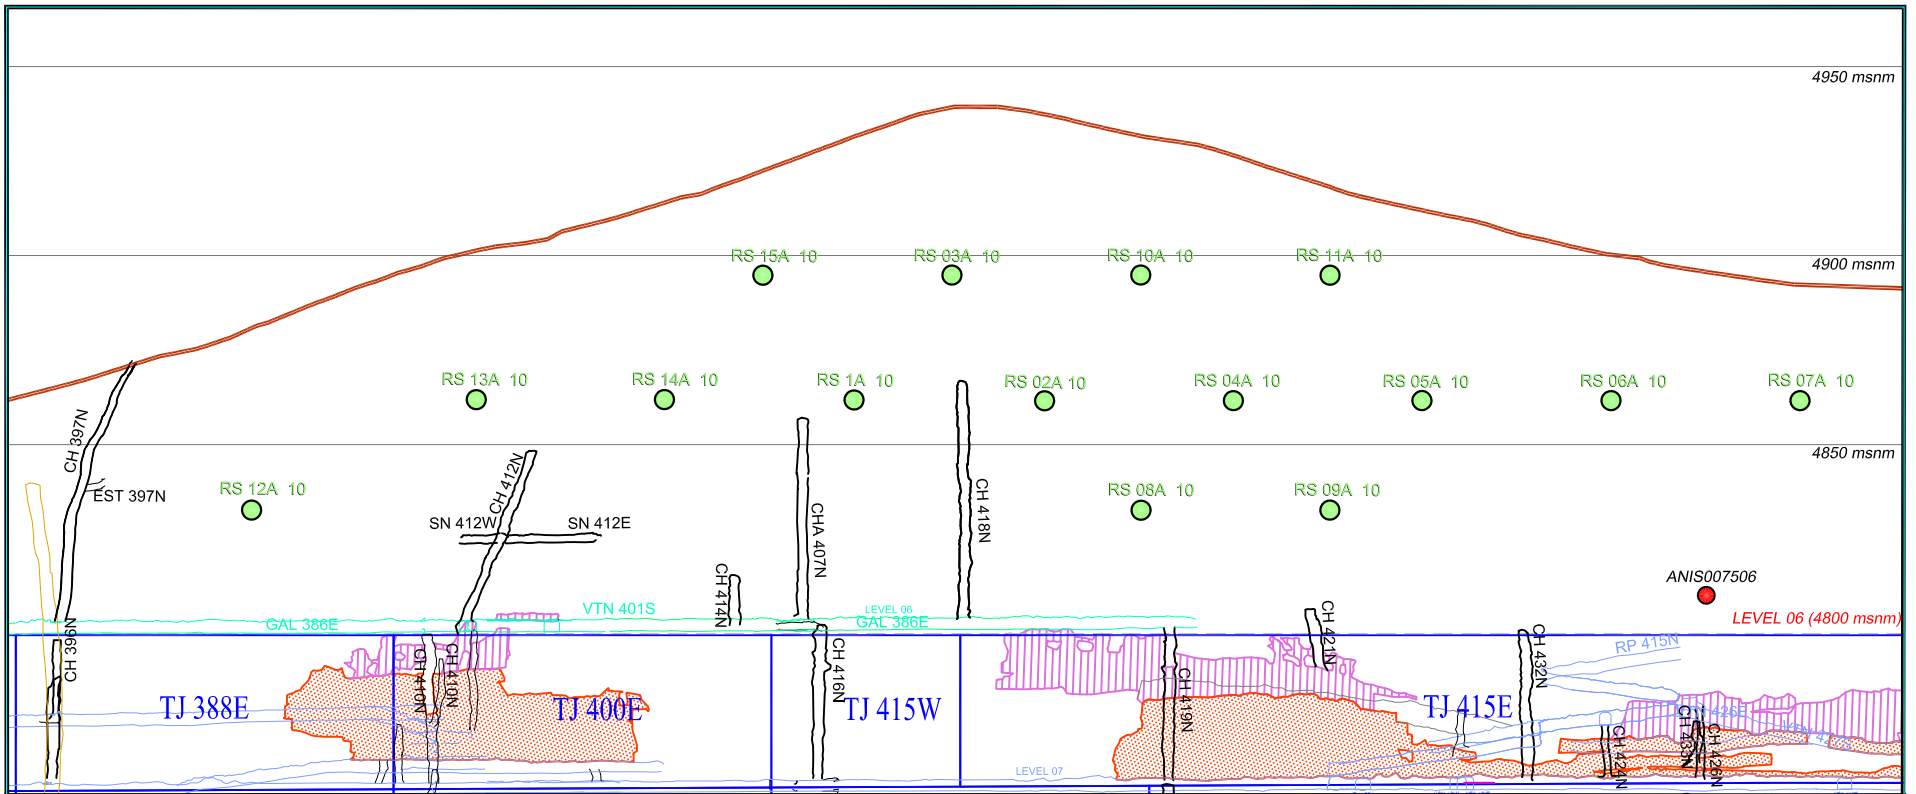 4950 msnm
RS 15A 10
RS 03A 10
RS 10A 10
RS 11A 10
4900 msnm
RS 13A 10
RS 14A 10
RS 1A 10
RS 02A 10
RS 04A 10
RS 05A 10
RS 06A 10
RS 07A 10
CH 397N
4850 msnm
EST 397N
RS 12A 10
CH 412N
RS 08A 10
RS 09A 10
SN 412W
SN 412E
CHA 407N
CH 418N
CH 414N
ANIS007506
VTN 401S
LEVEL 06
GAL 386E
GAL 386E
LEVEL 06 (4800 msnm)
CH 396N
CH 410N
CH 410N
CH 416N
CH 421N
CH 432N
RP 415N
TJ 388E
TJ 400E
TJ 415W
CH 419N
TJ 415E
CH 433N
CH 426N
CH 424N
LEVEL 07